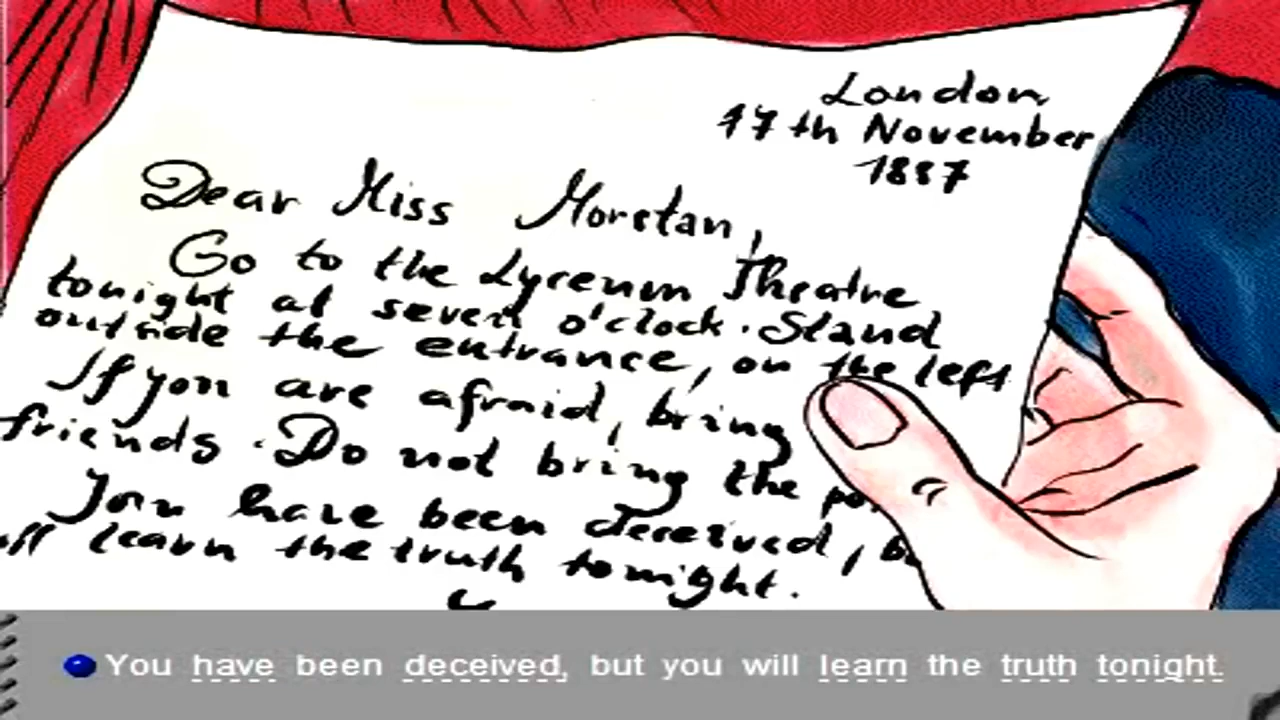 London
17th November
1887
Dear Miss Morstan,
Go to the Lyceum Theatre
tonight at seven o'clock. Stand
outside the entrance, on the left
If you are afraid, bring
friends. Do not bring the
You have been deceived,
learn the truth tonight.
You have been deceived, but you will learn the truth tonight.